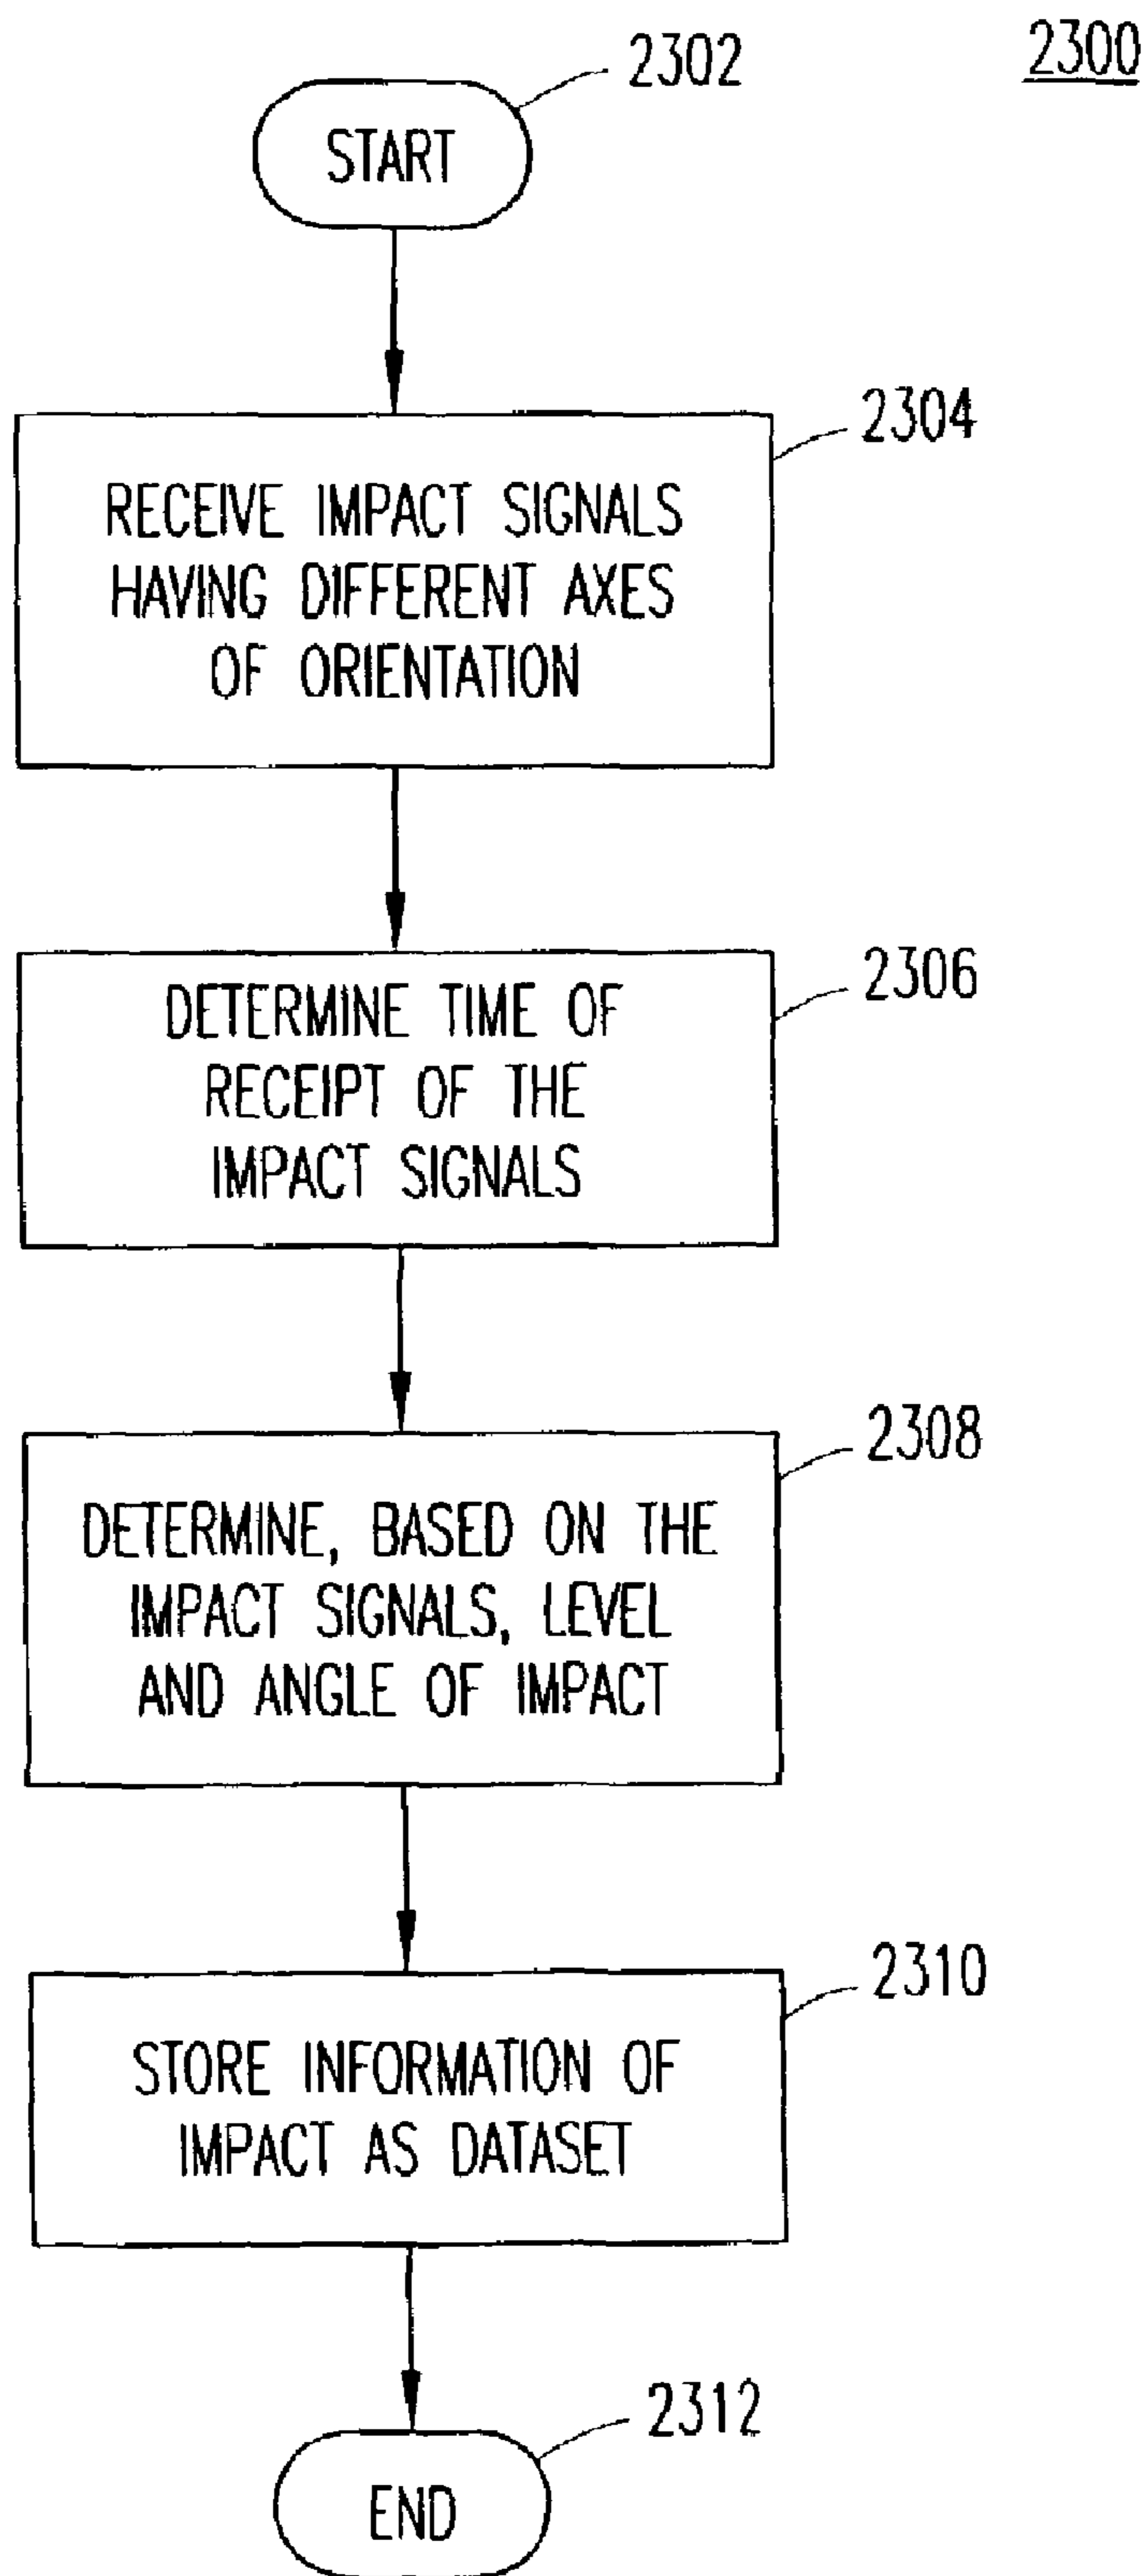 2300
2302
START
2304
RECEIVE IMPACT SIGNALS
HAVING DIFFERENT AXES
OF ORIENTATION
2306
DETERMINE TIME OF
RECEIPT OF THE
IMPACT SIGNALS
2308
DETERMINE, BASED ON THE
IMPACT SIGNALS, LEVEL
AND ANGLE OF IMPACT
2310
STORE INFORMATION OF
IMPACT AS DATASET
2312
END